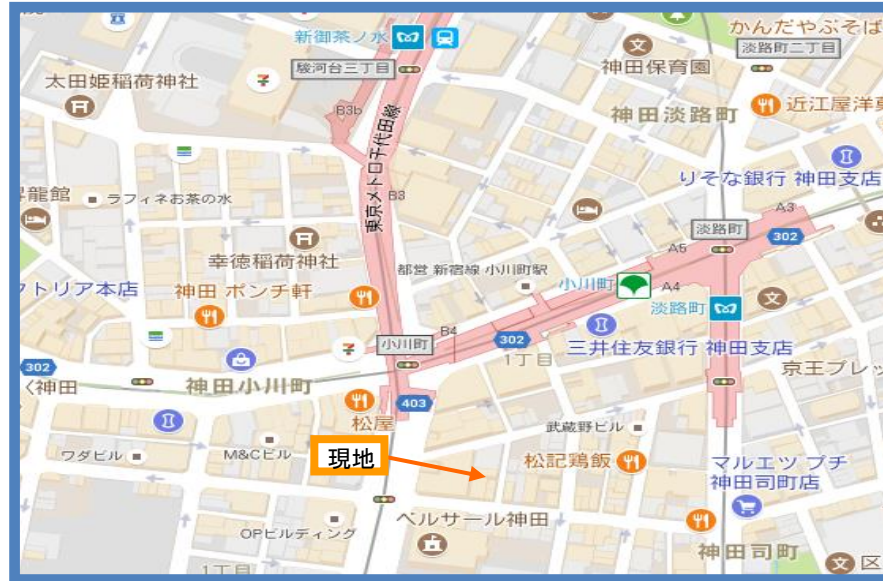 かんだやぶそば
新御茶ノ水
淡路町二丁目
駿河台三丁目
神田保育園
太田姫稲荷神社
B3b
神田淡路町
近江屋洋菓
東京メトロ千代田線
りそな銀行 神田支店
龍館
ラフィネお茶の水
B3
A3
淡路町
302
幸徳稲荷神社
都営 新宿線 小川町駅
A5
クトリア本店
神田 ポンチ軒
小川町
A4
淡路町
小川町
B4
302
三井住友銀行 神田支店
1丁目
302
神田
神田小川町
京王プレッ
403
松屋
武蔵野ビル
ワダビル
M&Cビル
現地
松記鶏飯
マルエツ プチ
神田司町店
ベルサール神田
OPビルディング
神田司町
1丁目
区